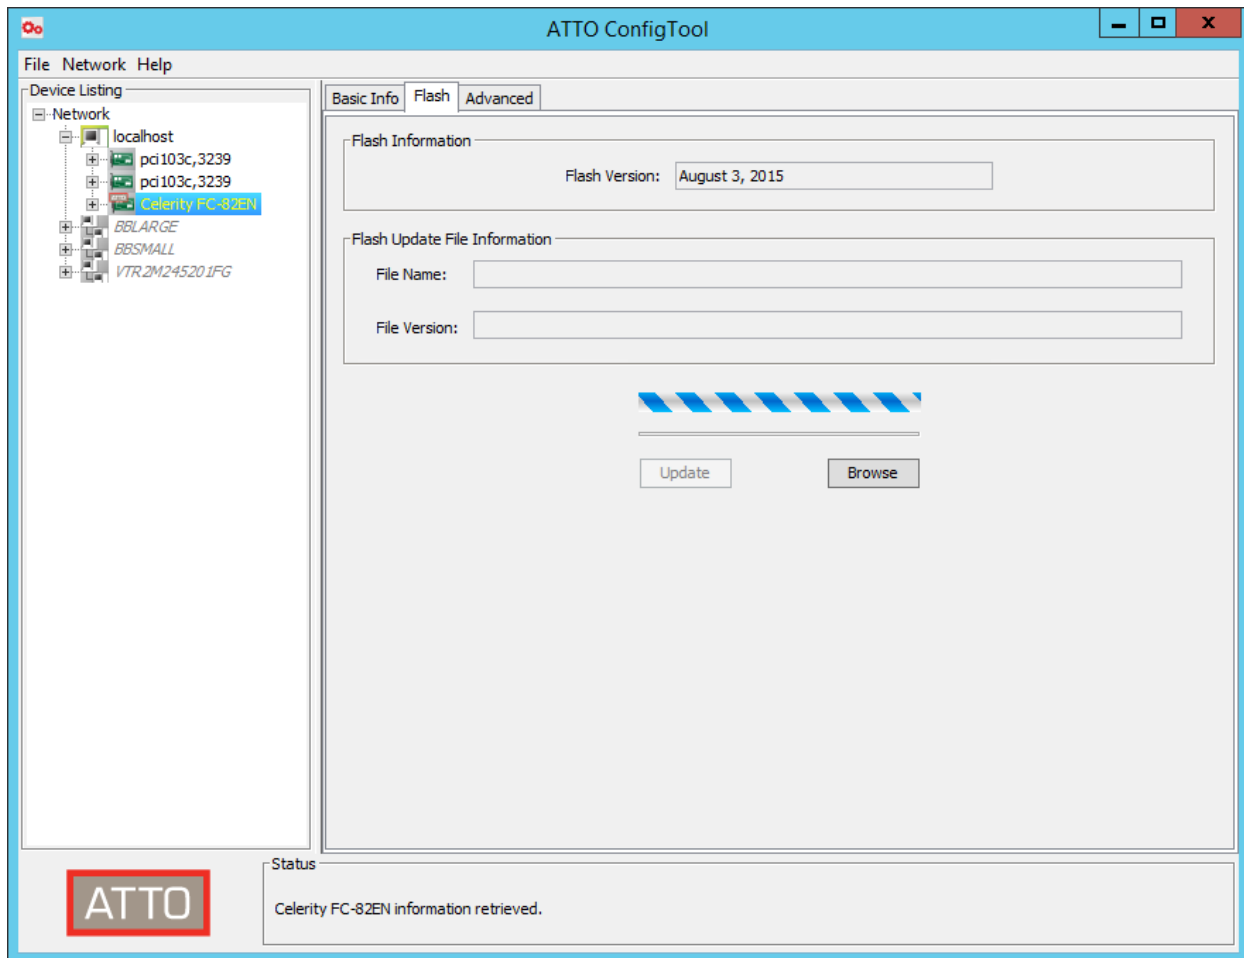 ATTO ConfigTool
File Network Help
Device Listing
Network
localhost
pci103c,3239
pci103c,3239
Celerity FC-82EN
BBLARGE
BBSMALL
VTR2M245201FG
Basic Info Flash Advanced
Flash Information
Flash Version: August 3, 2015
Flash Update File Information
File Name:
File Version:
Update Browse
ATTO
Status
Celerity FC-82EN information retrieved.